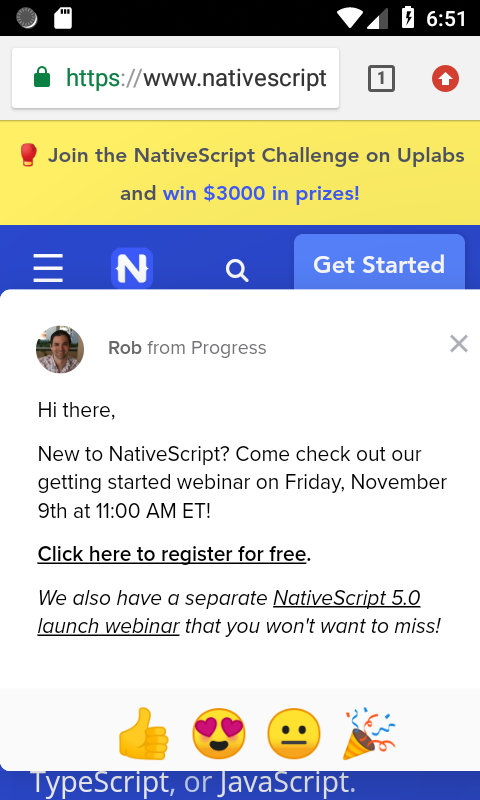 6:51
https://www.nativescript
1
Join the NativeScript Challenge on Uplabs
and win $3000 in prizes!
N
Get Started
Rob from Progress
Hi there,
New to NativeScript? Come check out our
getting started webinar on Friday, November
9th at 11:00 AM ET!
Click here to register for free.
We also have a separate NativeScript 5.0
launch webinar that you won't want to miss!
TypeScript, or JavaScript.